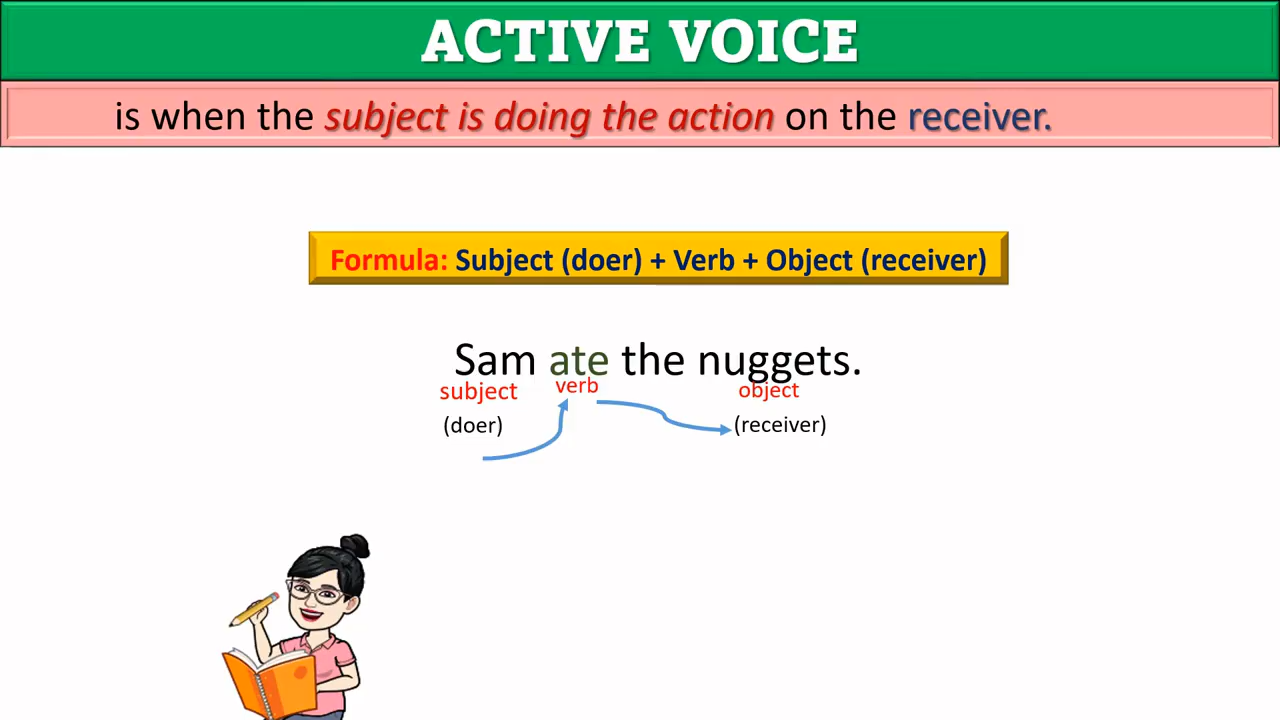 ACTIVE VOICE
is when the subject is doing the action on the receiver.
Formula: Subject (doer) + Verb + Object (receiver)
Sam ate the nuggets.
subject verb object
(doer) (receiver)